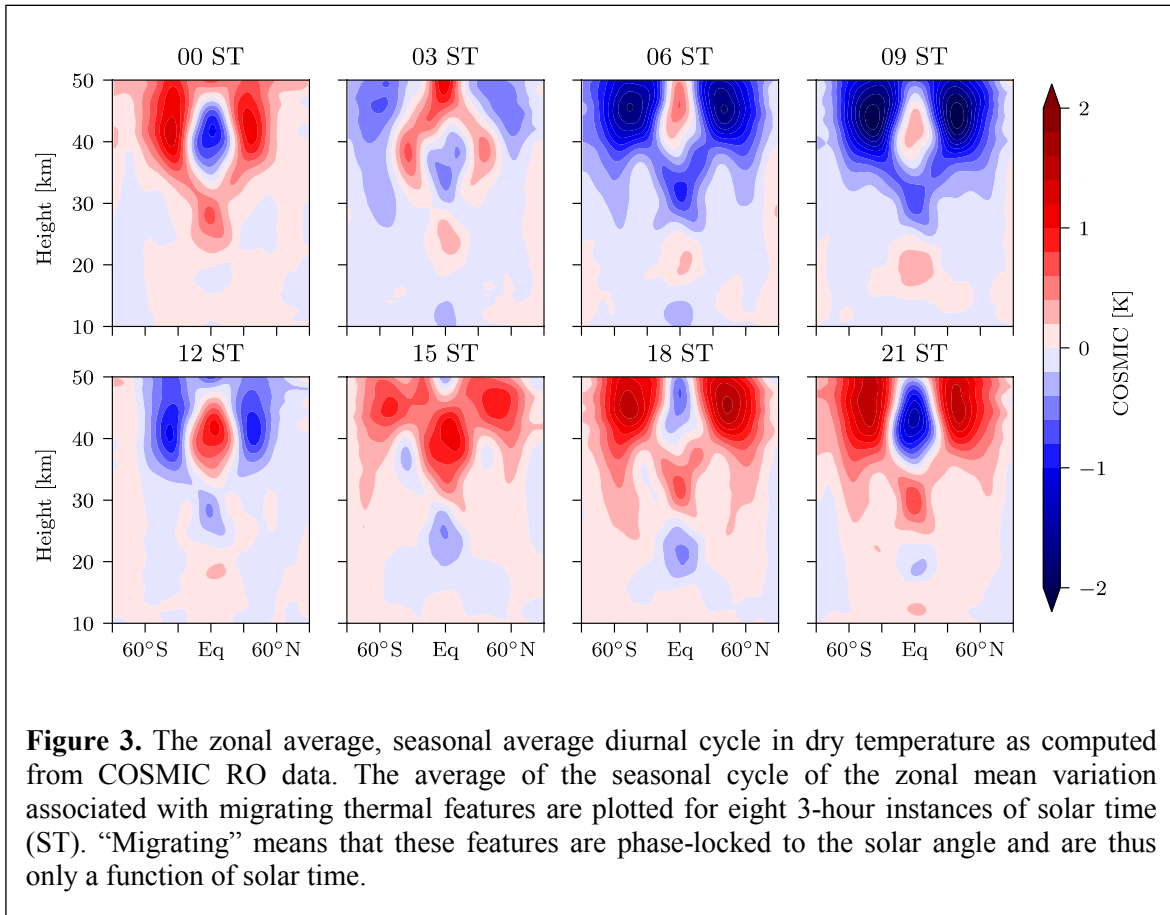 00 ST
03 ST
06 ST
09 ST
50
40
30
20
10
Height [km]
12 ST
15 ST
18 ST
21 ST
50
40
30
20
10
Height [km]
60°S Eq 60°N
60°S Eq 60°N
60°S Eq 60°N
60°S Eq 60°N
2
1
0
−1
−2
COSMIC [K]
Figure 3. The zonal average, seasonal average diurnal cycle in dry temperature as computed
from COSMIC RO data. The average of the seasonal cycle of the zonal mean variation
associated with migrating thermal features are plotted for eight 3-hour instances of solar time
(ST). “Migrating” means that these features are phase-locked to the solar angle and are thus
only a function of solar time.